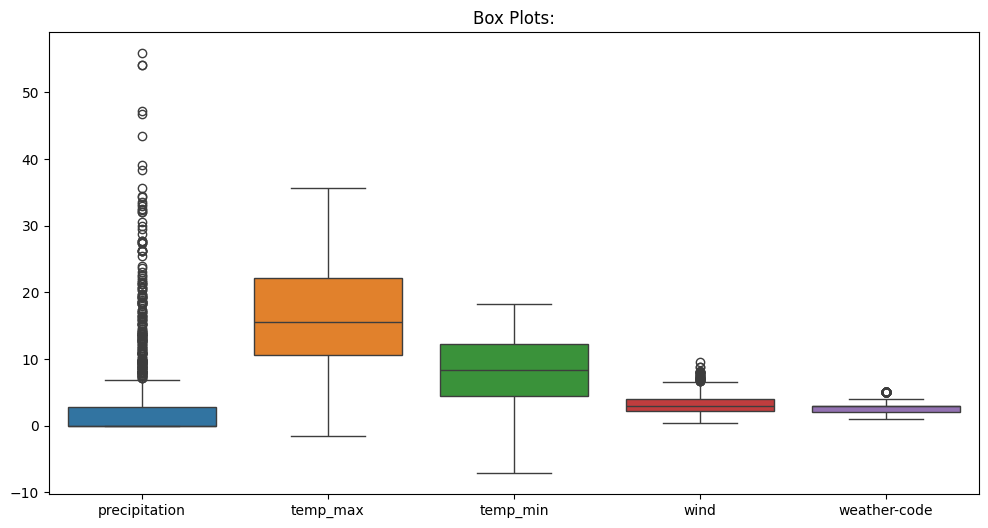 Box Plots:
50
40
30
20
10
0
−10
precipitation
temp_max
temp_min
wind
weather-code